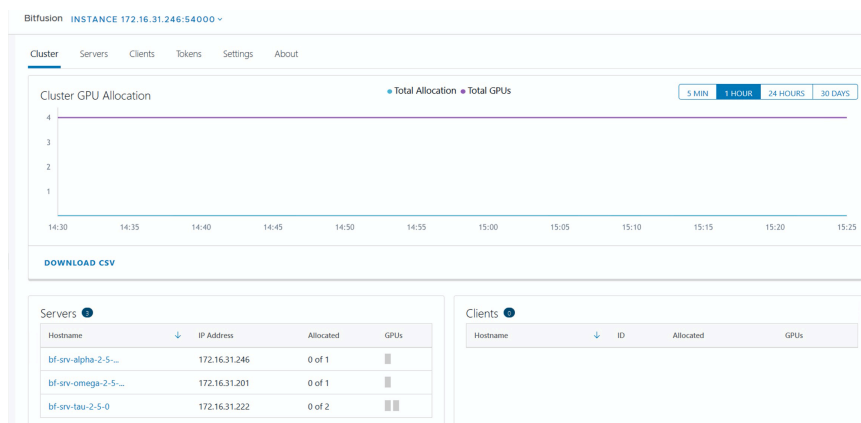 Bitfusion INSTANCE 172.16.31.246:54000
Cluster Servers Clients Tokens Settings About
Cluster GPU Allocation
Total Allocation Total GPUs
5 MIN 1 HOUR 24 HOURS 30 DAYS
4
3
2
1
14:30 14:35 14:40 14:45 14:50 14:55 15:00 15:05 15:10 15:15 15:20 15:25
DOWNLOAD CSV
Servers 3
Hostname IP Address Allocated GPUs
bf-srv-alpha-2-5-... 172.16.31.246 0 of 1
bf-srv-omega-2-5-... 172.16.31.201 0 of 1
bf-srv-tau-2-5-0 172.16.31.222 0 of 2
Clients 0
Hostname ID Allocated GPUs